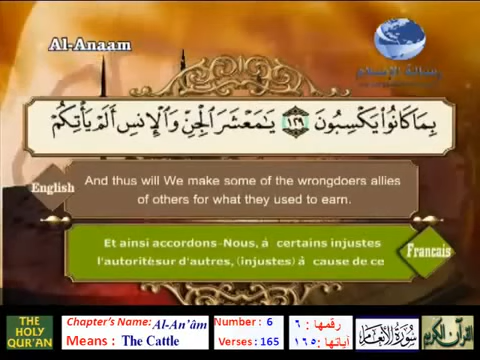 Al-Anaam
رسالة الإسلام
بِمَا كَانُوا۟ يَكْسِبُونَ ١٢٩ يَـٰمَعْشَرَ ٱلْجِنِّ وَٱلْإِنسِ أَلَمْ يَأْتِكُمْ
English
And thus will We make some of the wrongdoers allies
of others for what they used to earn.
Et ainsi accordons-Nous, á certains injustes
l'autoritèsur d'autres, (injustes) á cause de ce
Francais
THE
HOLY
QUR'AN
Chapter's Name: Al-An'âm
Means : The Cattle
Number : 6
Verses : 165
رقمها : ٦
آياتها : ١٦٥
سورة الأنعام
القرآن الكريم